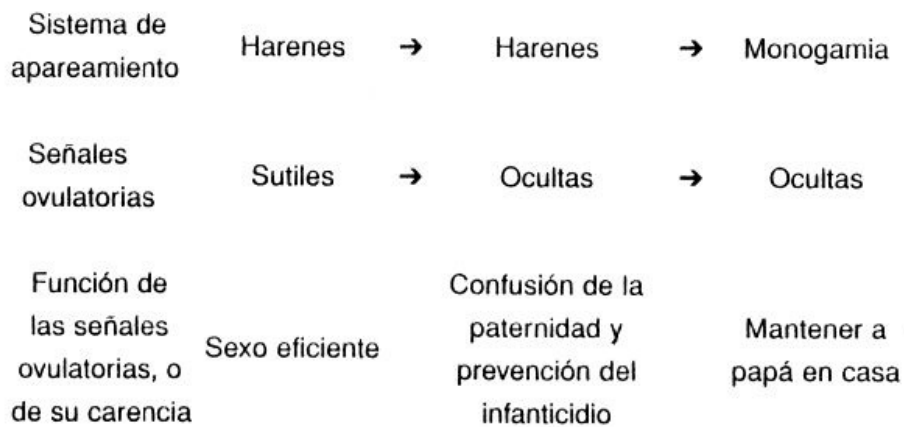 Sistema de
apareamiento
Harenes → Harenes → Monogamia
Señales
ovulatorias
Sutiles → Ocultas → Ocultas
Función de
las señales
ovulatorias, o
de su carencia
Sexo eficiente
Confusión de la
paternidad y
prevención del
infanticidio
Mantener a
papá en casa